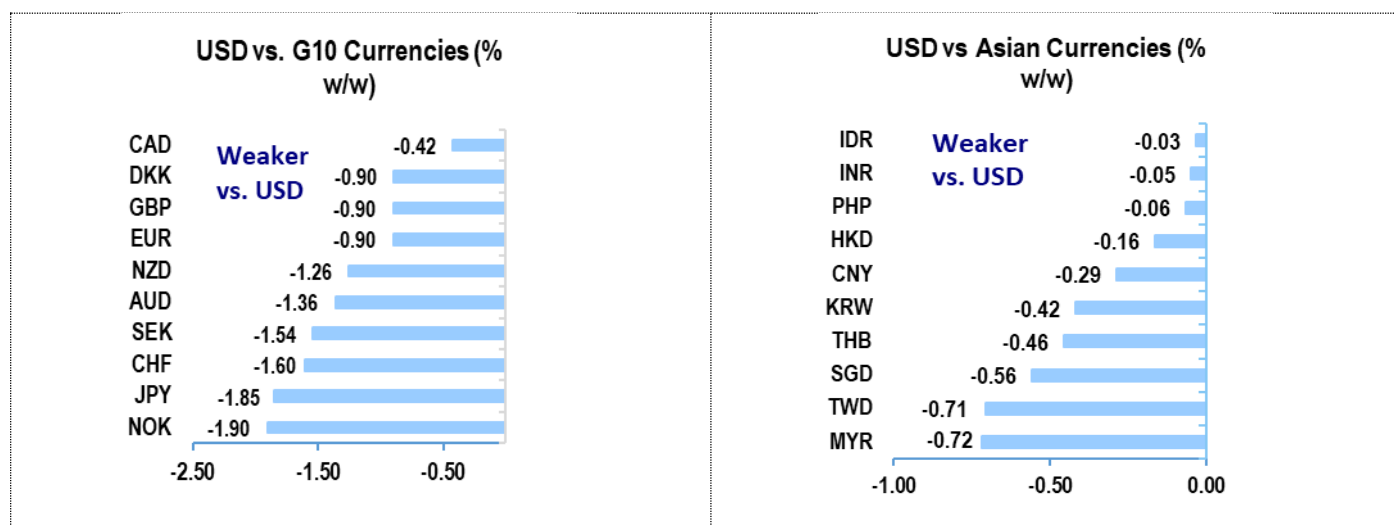 USD vs. G10 Currencies (%
w/w)
Weaker
vs. USD
CAD -0.42
DKK -0.90
GBP -0.90
EUR -0.90
NZD -1.26
AUD -1.36
SEK -1.54
CHF -1.60
JPY -1.85
NOK -1.90
-2.50 -1.50 -0.50
USD vs Asian Currencies (%
w/w)
Weaker
vs. USD
IDR -0.03
INR -0.05
PHP -0.06
HKD -0.16
CNY -0.29
KRW -0.42
THB -0.46
SGD -0.56
TWD -0.71
MYR -0.72
-1.00 -0.50 0.00